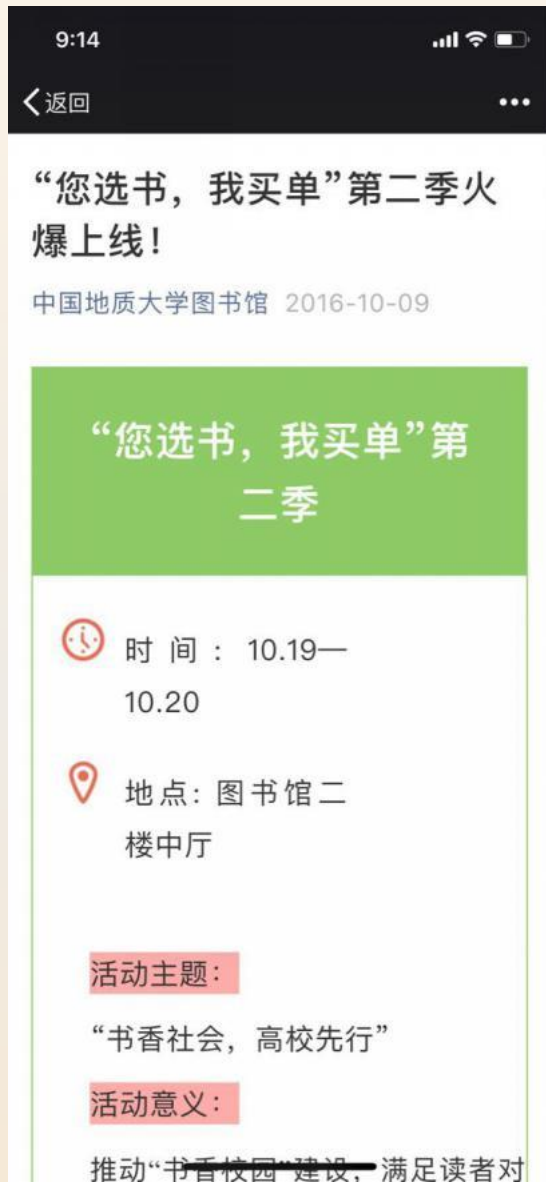 9:14
返回
“您选书，我买单”第二季火
爆上线！
中国地质大学图书馆 2016-10-09
“您选书，我买单”第
二季
时间：10.19—
10.20
地点：图书馆二
楼中厅
活动主题：
“书香社会，高校先行”
活动意义：
推动“书香校园”建设，满足读者对